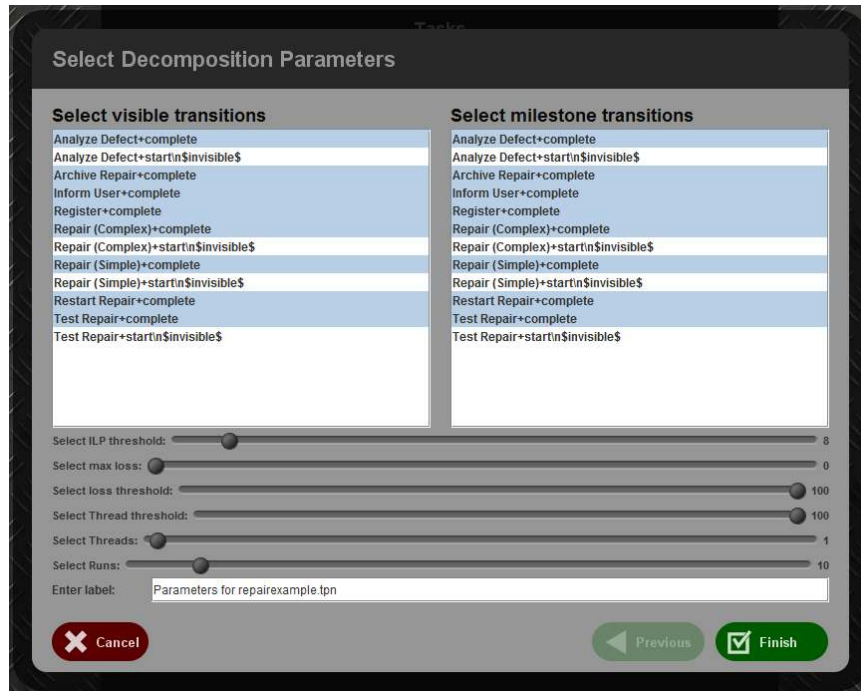 Tasks
Select Decomposition Parameters
Select visible transitions
Analyze Defect+complete
Analyze Defect+start\n$invisible$
Archive Repair+complete
Inform User+complete
Register+complete
Repair (Complex)+complete
Repair (Complex)+start\n$invisible$
Repair (Simple)+complete
Repair (Simple)+start\n$invisible$
Restart Repair+complete
Test Repair+complete
Test Repair+start\n$invisible$
Select milestone transitions
Analyze Defect+complete
Analyze Defect+start\n$invisible$
Archive Repair+complete
Inform User+complete
Register+complete
Repair (Complex)+complete
Repair (Complex)+start\n$invisible$
Repair (Simple)+complete
Repair (Simple)+start\n$invisible$
Restart Repair+complete
Test Repair+complete
Test Repair+start\n$invisible$
Select ILP threshold: 8
Select max loss: 0
Select loss threshold: 100
Select Thread threshold: 100
Select Threads: 1
Select Runs: 10
Enter label: Parameters for repairexample.tpn
Cancel Previous Finish